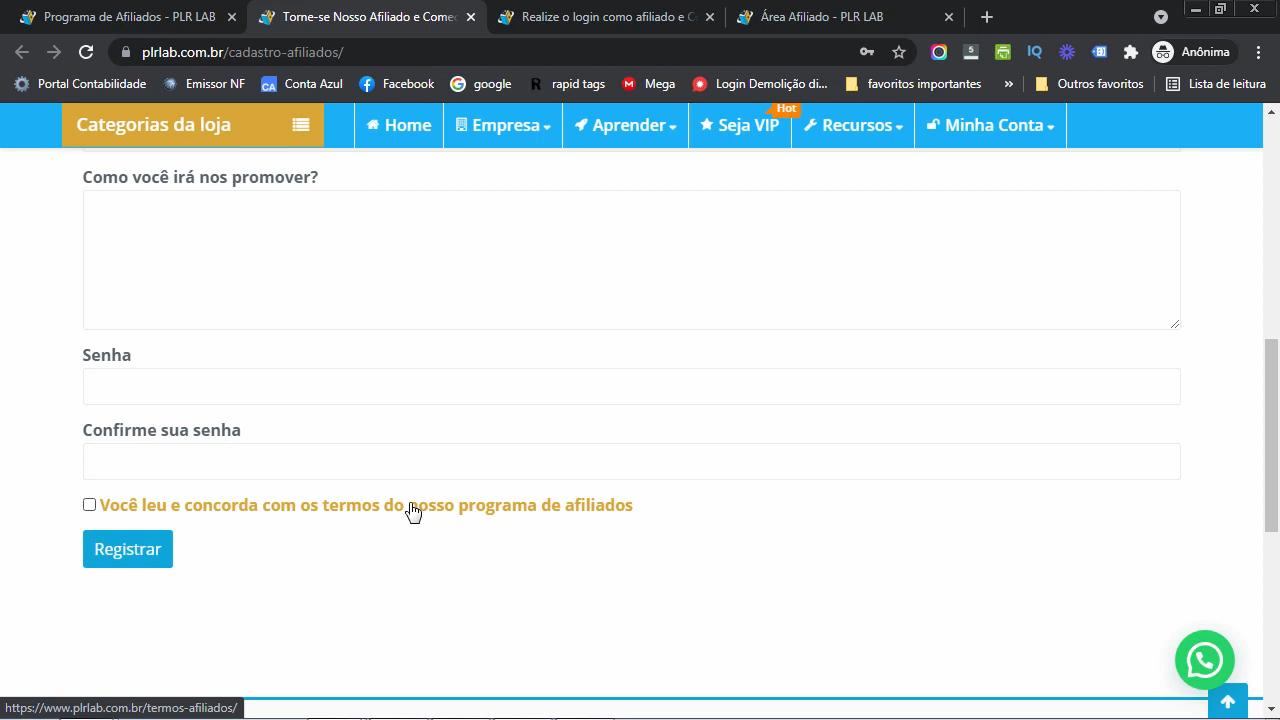 Programa de Afiliados - PLR LAB
Torne-se Nosso Afiliado e Comec
Realize o login como afiliado e C
Área Afiliado - PLR LAB
plrlab.com.br/cadastro-afiliados/
5
IQ
Anônima
Portal Contabilidade
Emissor NF
CA Conta Azul
Facebook
google
R rapid tags
M Mega
Login Demolição di...
favoritos importantes
»
Outros favoritos
Lista de leitura
Categorias da loja
Home
Empresa
Aprender
Seja VIP
Hot
Recursos
Minha Conta
Como você irá nos promover?
Senha
Confirme sua senha
Você leu e concorda com os termos do nosso programa de afiliados
Registrar
https://www.plrlab.com.br/termos-afiliados/